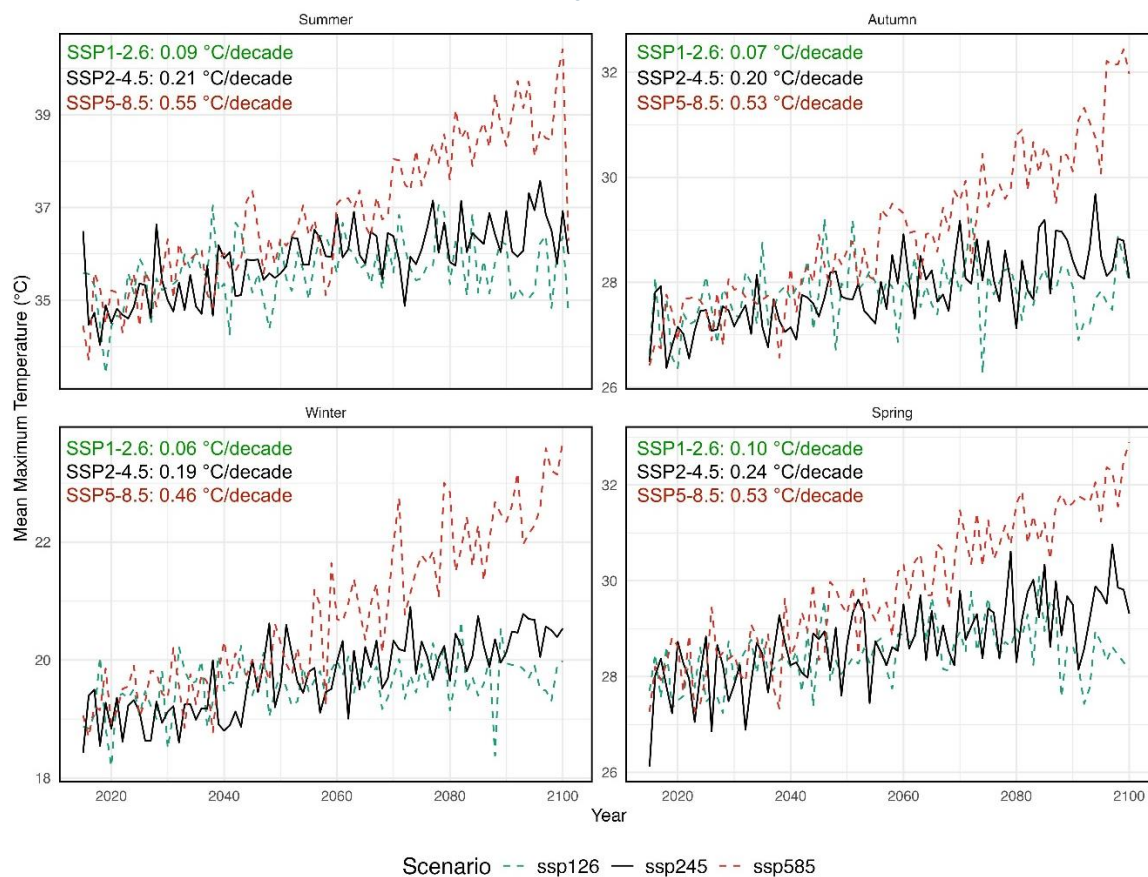 Summer
SSP1-2.6: 0.09 °C/decade
SSP2-4.5: 0.21 °C/decade
SSP5-8.5: 0.55 °C/decade
39
37
35
Autumn
SSP1-2.6: 0.07 °C/decade
SSP2-4.5: 0.20 °C/decade
SSP5-8.5: 0.53 °C/decade
32
30
28
26
Mean Maximum Temperature (°C)
Winter
SSP1-2.6: 0.06 °C/decade
SSP2-4.5: 0.19 °C/decade
SSP5-8.5: 0.46 °C/decade
22
20
18
2020 2040 2060 2080 2100
Spring
SSP1-2.6: 0.10 °C/decade
SSP2-4.5: 0.24 °C/decade
SSP5-8.5: 0.53 °C/decade
32
30
28
26
2020 2040 2060 2080 2100
Year
Scenario ssp126 ssp245 ssp585